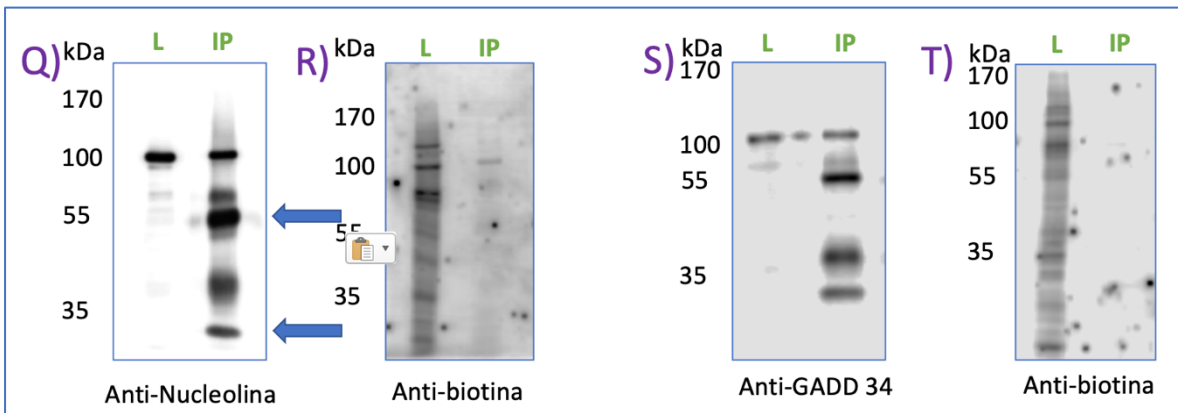 Q)
kDa
L IP
170
100
55
35
Anti-Nucleolina
R)
kDa
L IP
170
100
55
35
Anti-biotina
S)
kDa
L IP
170
100
55
35
Anti-GADD 34
T)
kDa
L IP
170
100
55
35
Anti-biotina